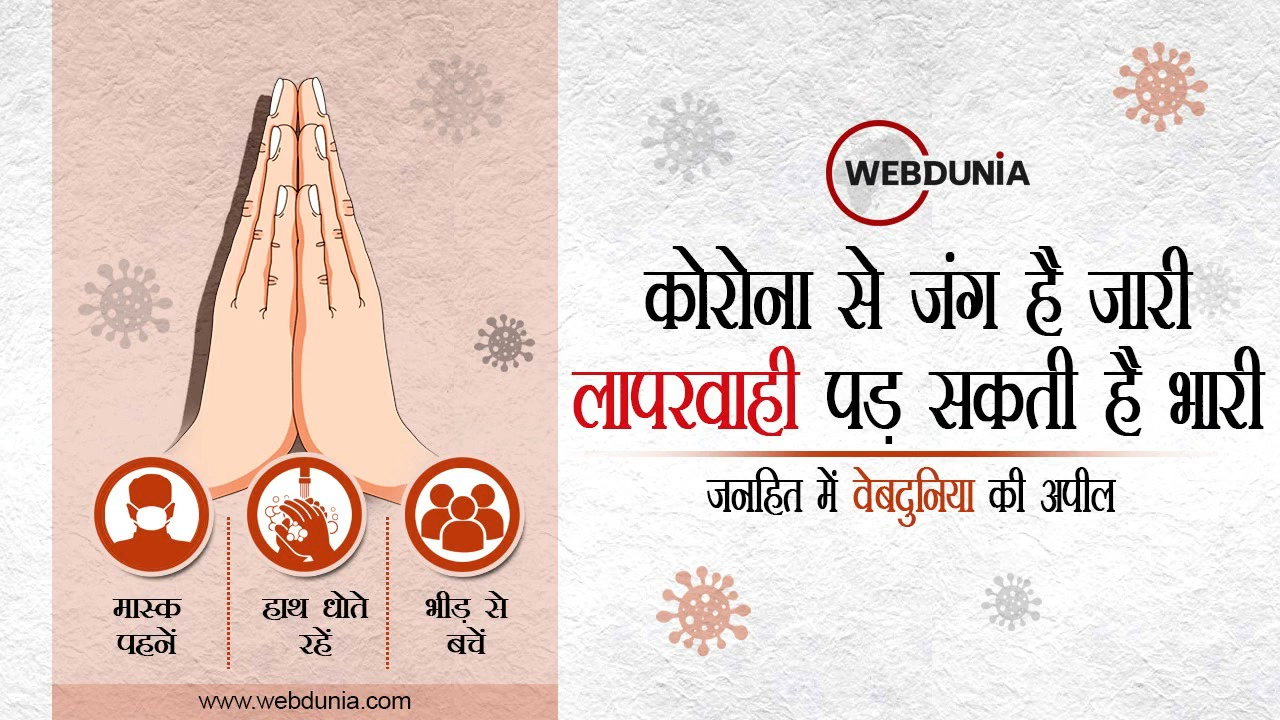 WEBDUNIA
कोरोना से जंग है जारी
लापरवाही पड़ सकती है भारी
जनहित में वेबदुनिया की अपील
मास्क
पहनें
हाथ धोते
रहें
भीड़ से
बचें
www.webdunia.com